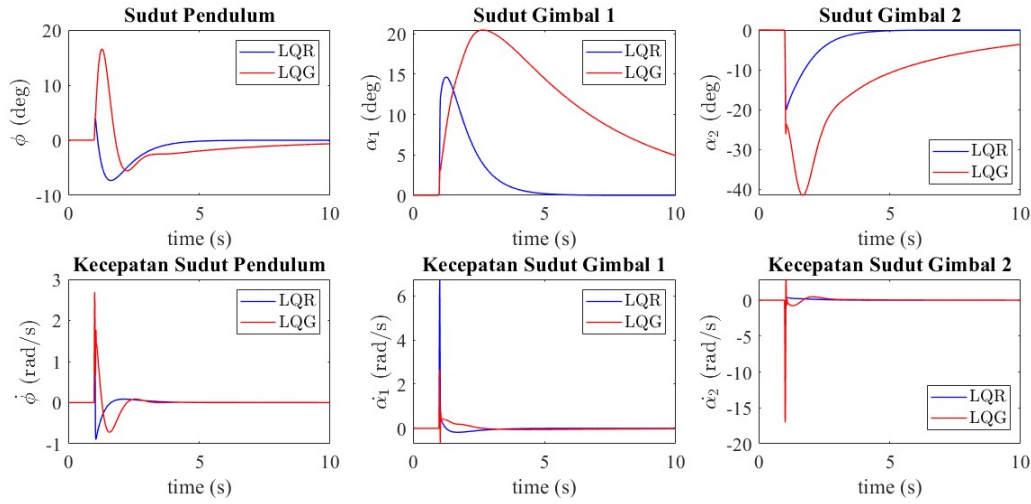 Sudut Pendulum
20
10
0
-10
ϕ (deg)
LQR
LQG
0
5
10
time (s)
Sudut Gimbal 1
20
15
10
5
0
α₁ (deg)
LQR
LQG
0
5
10
time (s)
Sudut Gimbal 2
0
-10
-20
-30
-40
α₂ (deg)
LQR
LQG
0
5
10
time (s)
Kecepatan Sudut Pendulum
3
2
1
0
-1
ϕ̇ (rad/s)
LQR
LQG
0
5
10
time (s)
Kecepatan Sudut Gimbal 1
6
4
2
0
α̇₁ (rad/s)
LQR
LQG
0
5
10
time (s)
Kecepatan Sudut Gimbal 2
0
-5
-10
-15
-20
α̇₂ (rad/s)
LQR
LQG
0
5
10
time (s)